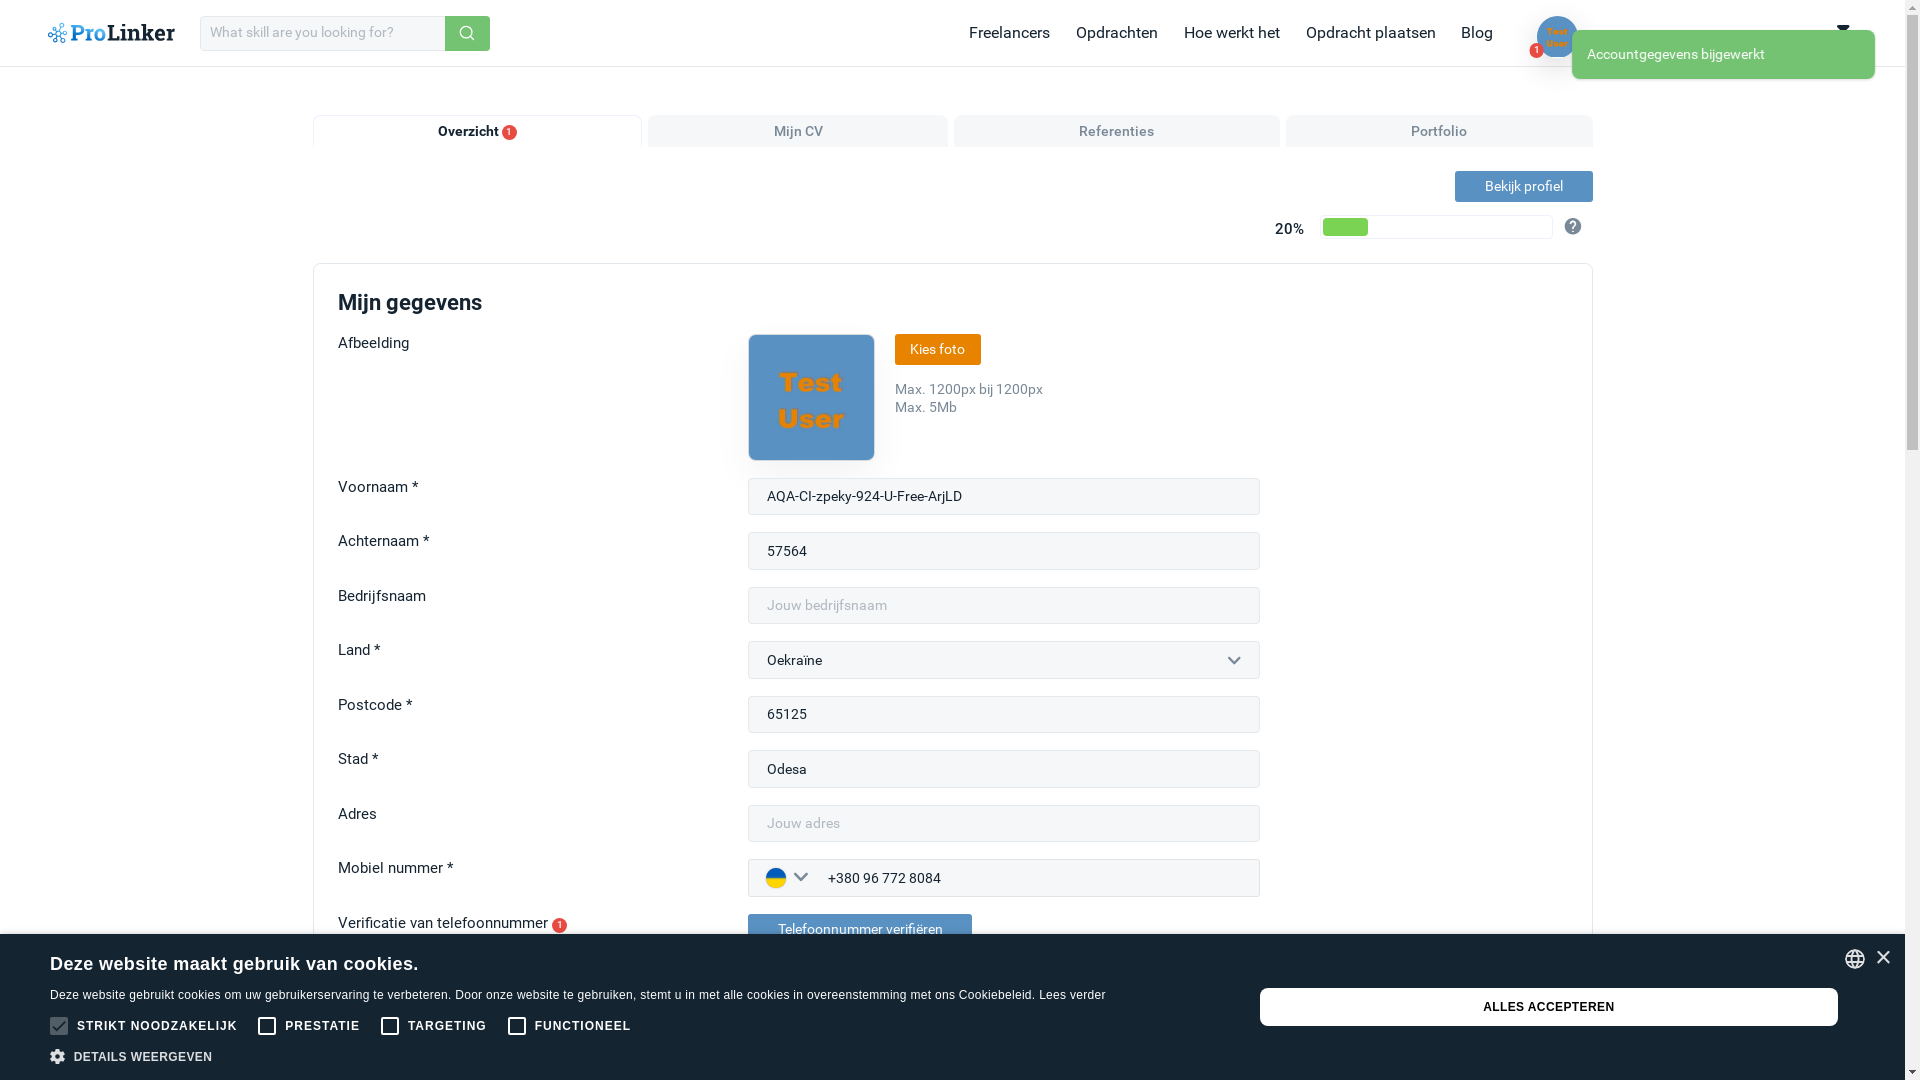 ProLinker
What skill are you looking for?
Freelancers
Opdrachten
Hoe werkt het
Opdracht plaatsen
Blog
Test
User
1
Accountgegevens bijgewerkt
Overzicht 1
Mijn CV
Referenties
Portfolio
Bekijk profiel
20%
?
Mijn gegevens
Afbeelding
Test
User
Kies foto
Max. 1200px bij 1200px
Max. 5Mb
Voornaam *
AQA-CI-zpeky-924-U-Free-ArjLD
Achternaam *
57564
Bedrijfsnaam
Jouw bedrijfsnaam
Land *
Oekraïne
Postcode *
65125
Stad *
Odesa
Adres
Jouw adres
Mobiel nummer *
+380 96 772 8084
Verificatie van telefoonnummer 1
Telefoonnummer verifiëren
Deze website maakt gebruik van cookies.
Deze website gebruikt cookies om uw gebruikerservaring te verbeteren. Door onze website te gebruiken, stemt u in met alle cookies in overeenstemming met ons Cookiebeleid. Lees verder
STRIKT NOODZAKELIJK
PRESTATIE
TARGETING
FUNCTIONEEL
DETAILS WEERGEVEN
ALLES ACCEPTEREN
×